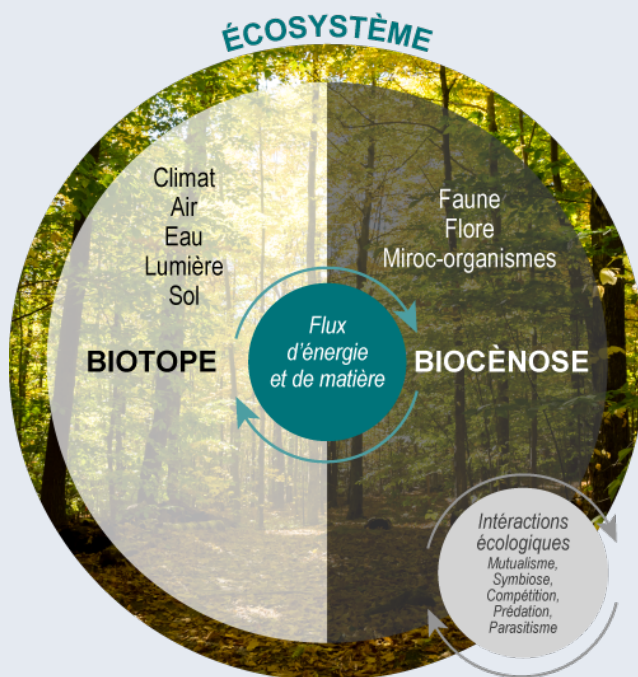 ÉCOSYSTÈME
Climat
Air
Eau
Lumière
Sol
BIOTOPE
Faune
Flore
Miroc-organismes
BIOCÈNOSE
Flux
d'énergie
et de matière
Intéractions
écologiques
Mutualisme,
Symbiose,
Compétition,
Prédation,
Parasitisme